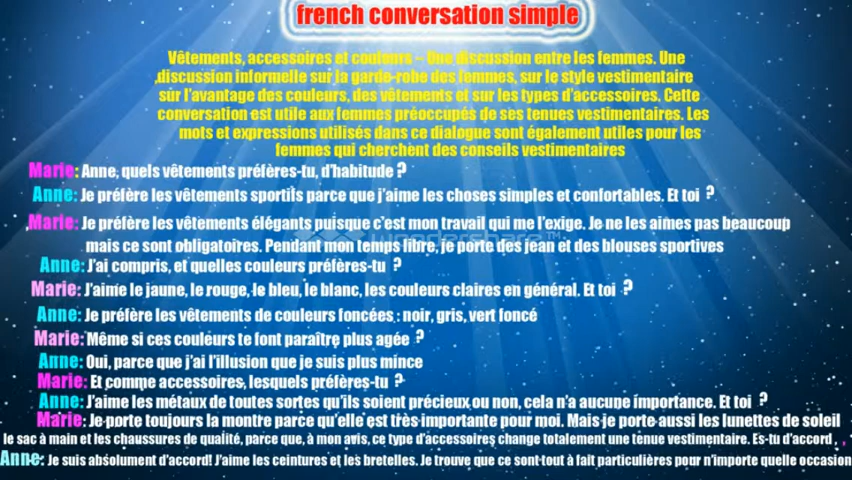 french conversation simple
Vêtements, accessoires et couleurs – Une discussion entre les femmes. Une
discussion informelle sur la garde-robe des femmes, sur le style vestimentaire
sur l'avantage des couleurs, des vêtements et sur les types d'accessoires. Cette
conversation est utile aux femmes préoccupés de ses tenues vestimentaires. Les
mots et expressions utilisés dans ce dialogue sont également utiles pour les
femmes qui cherchent des conseils vestimentaires
Marie: Anne, quels vêtements préfères-tu, d'habitude ?
Anne: Je préfère les vêtements sportifs parce que j'aime les choses simples et confortables. Et toi ?
Marie: Je préfère les vêtements élégants puisque c'est mon travail qui me l'exige. Je ne les aimes pas beaucoup
mais ce sont obligatoires. Pendant mon temps libre, je porte des jean et des blouses sportives
Anne: J'ai compris, et quelles couleurs préfères-tu ?
Marie: J'aime le jaune, le rouge, le bleu, le blanc, les couleurs claires en général. Et toi ?
Anne: Je préfère les vêtements de couleurs foncées : noir, gris, vert foncé
Marie: Même si ces couleurs te font paraître plus agée ?
Anne: Oui, parce que j'ai l'illusion que je suis plus mince
Marie: Et comme accessoires, lesquels préfères-tu ?
Anne: J'aime les métaux de toutes sortes qu'ils soient précieux ou non, cela n'a aucune importance. Et toi ?
Marie: Je porte toujours la montre parce qu'elle est très importante pour moi. Mais je porte aussi les lunettes de soleil
le sac à main et les chaussures de qualité, parce que, à mon avis, ce type d'accessoires change totalement une tenue vestimentaire. Es-tu d'accord
Anne: Je suis absolument d'accord! J'aime les ceintures et les bretelles. Je trouve que ce sont tout à fait particulières pour n'importe quelle occasion